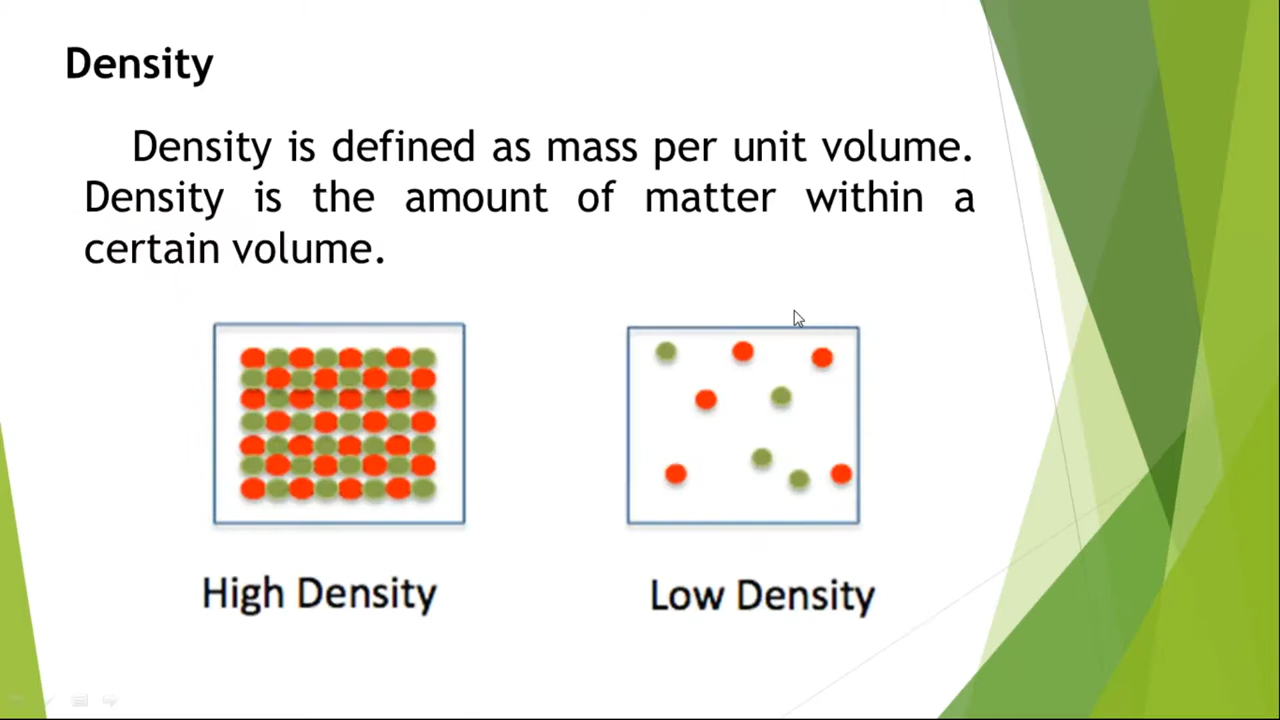 Density
Density is defined as mass per unit volume.
Density is the amount of matter within a
certain volume.
High Density
Low Density